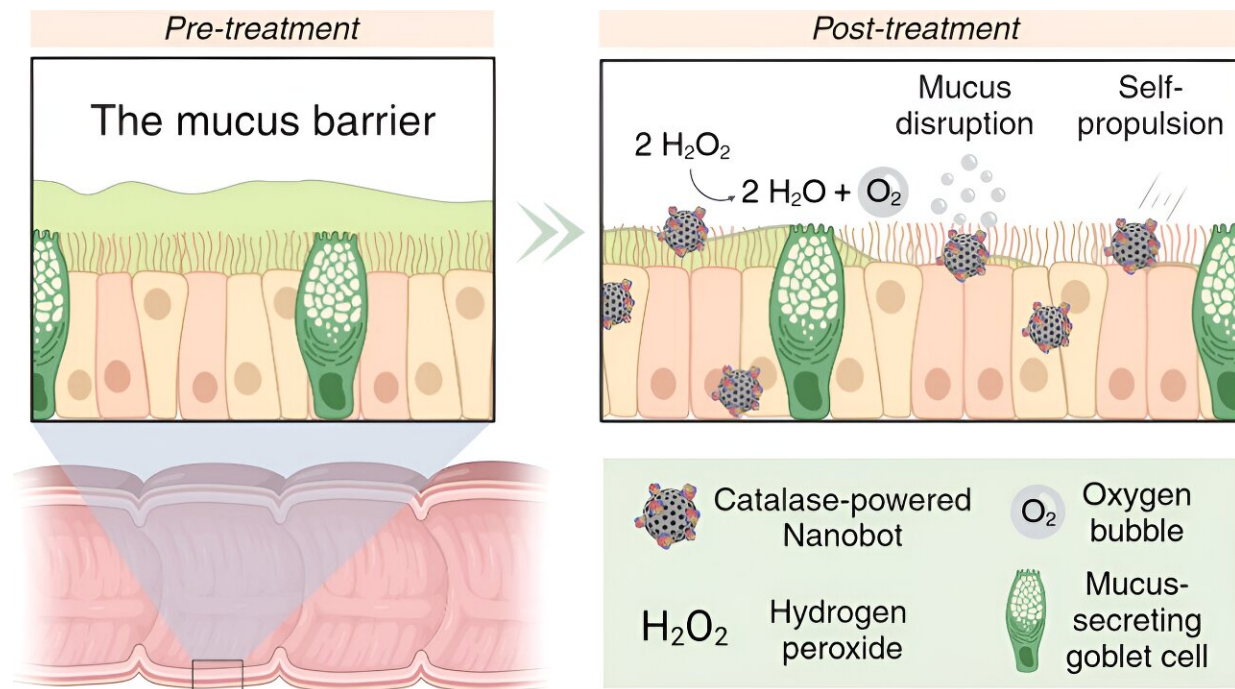 Pre-treatment
The mucus barrier
Post-treatment
Mucus
disruption
Self-
propulsion
2 H₂O₂
2 H₂O + O₂
Catalase-powered
Nanobot
O₂
Oxygen
bubble
H₂O₂
Hydrogen
peroxide
Mucus-
secreting
goblet cell